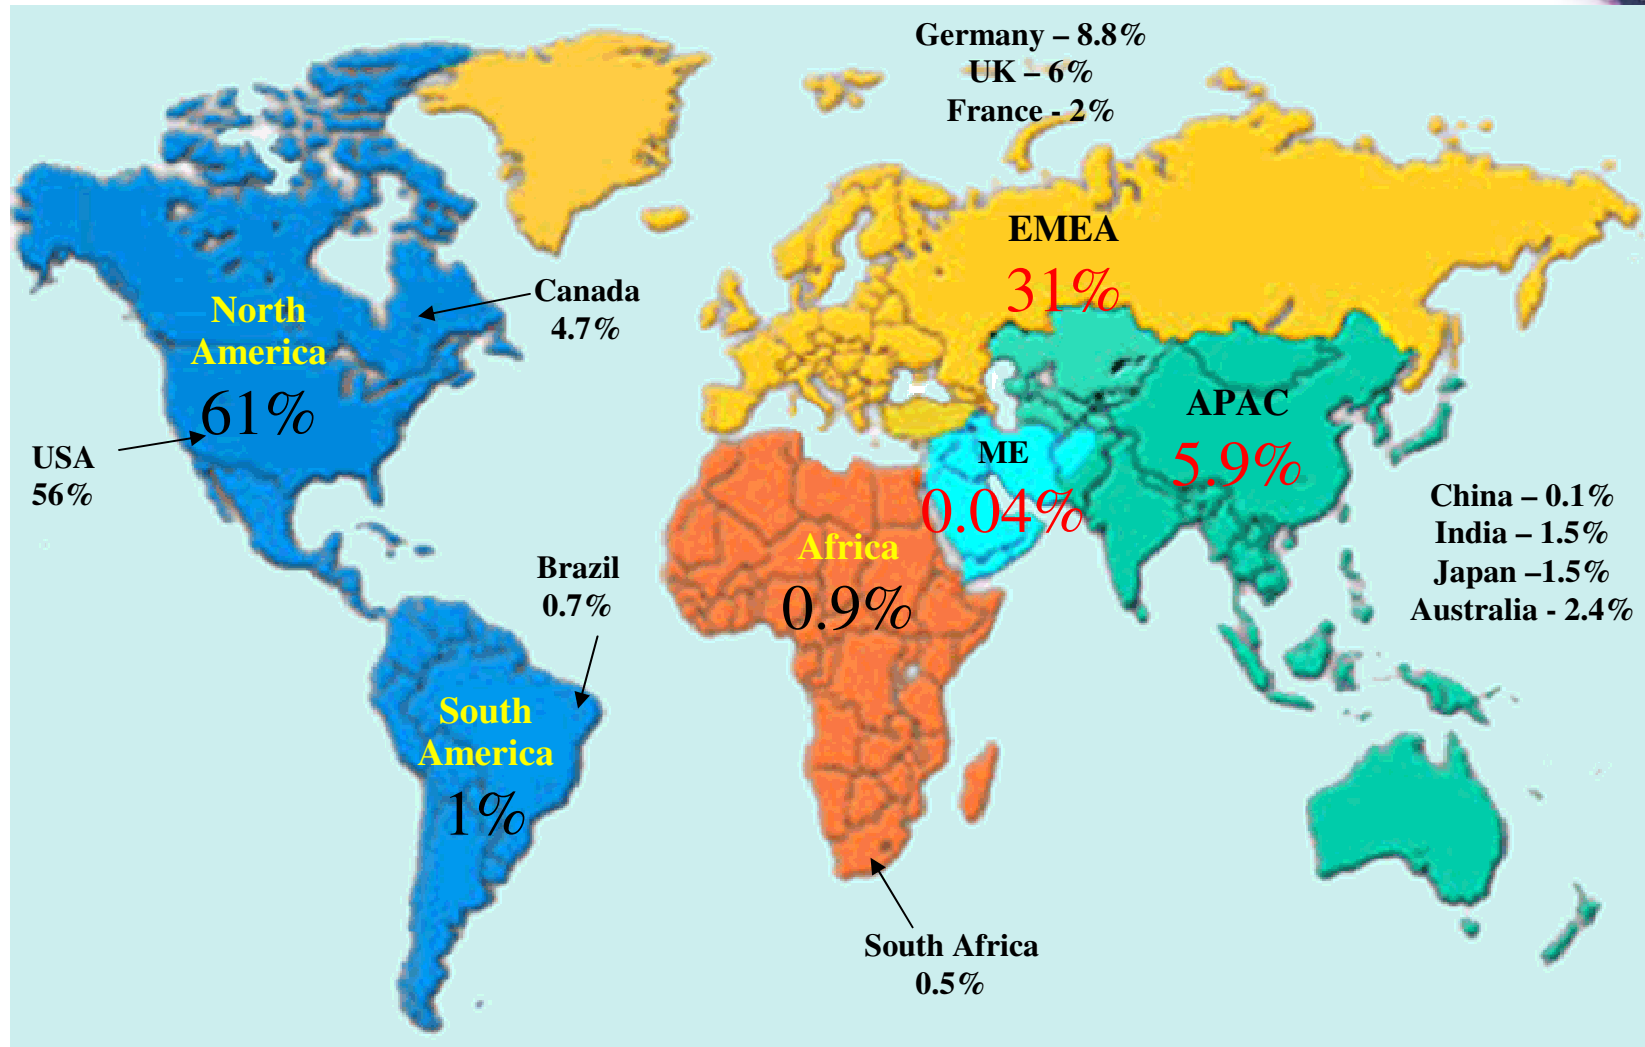 Germany – 8.8%
UK – 6%
France - 2%
EMEA
31%
Canada
4.7%
North
America
61%
USA
56%
APAC
5.9%
ME
0.04%
China – 0.1%
India – 1.5%
Japan –1.5%
Australia - 2.4%
Africa
0.9%
Brazil
0.7%
South
America
1%
South Africa
0.5%